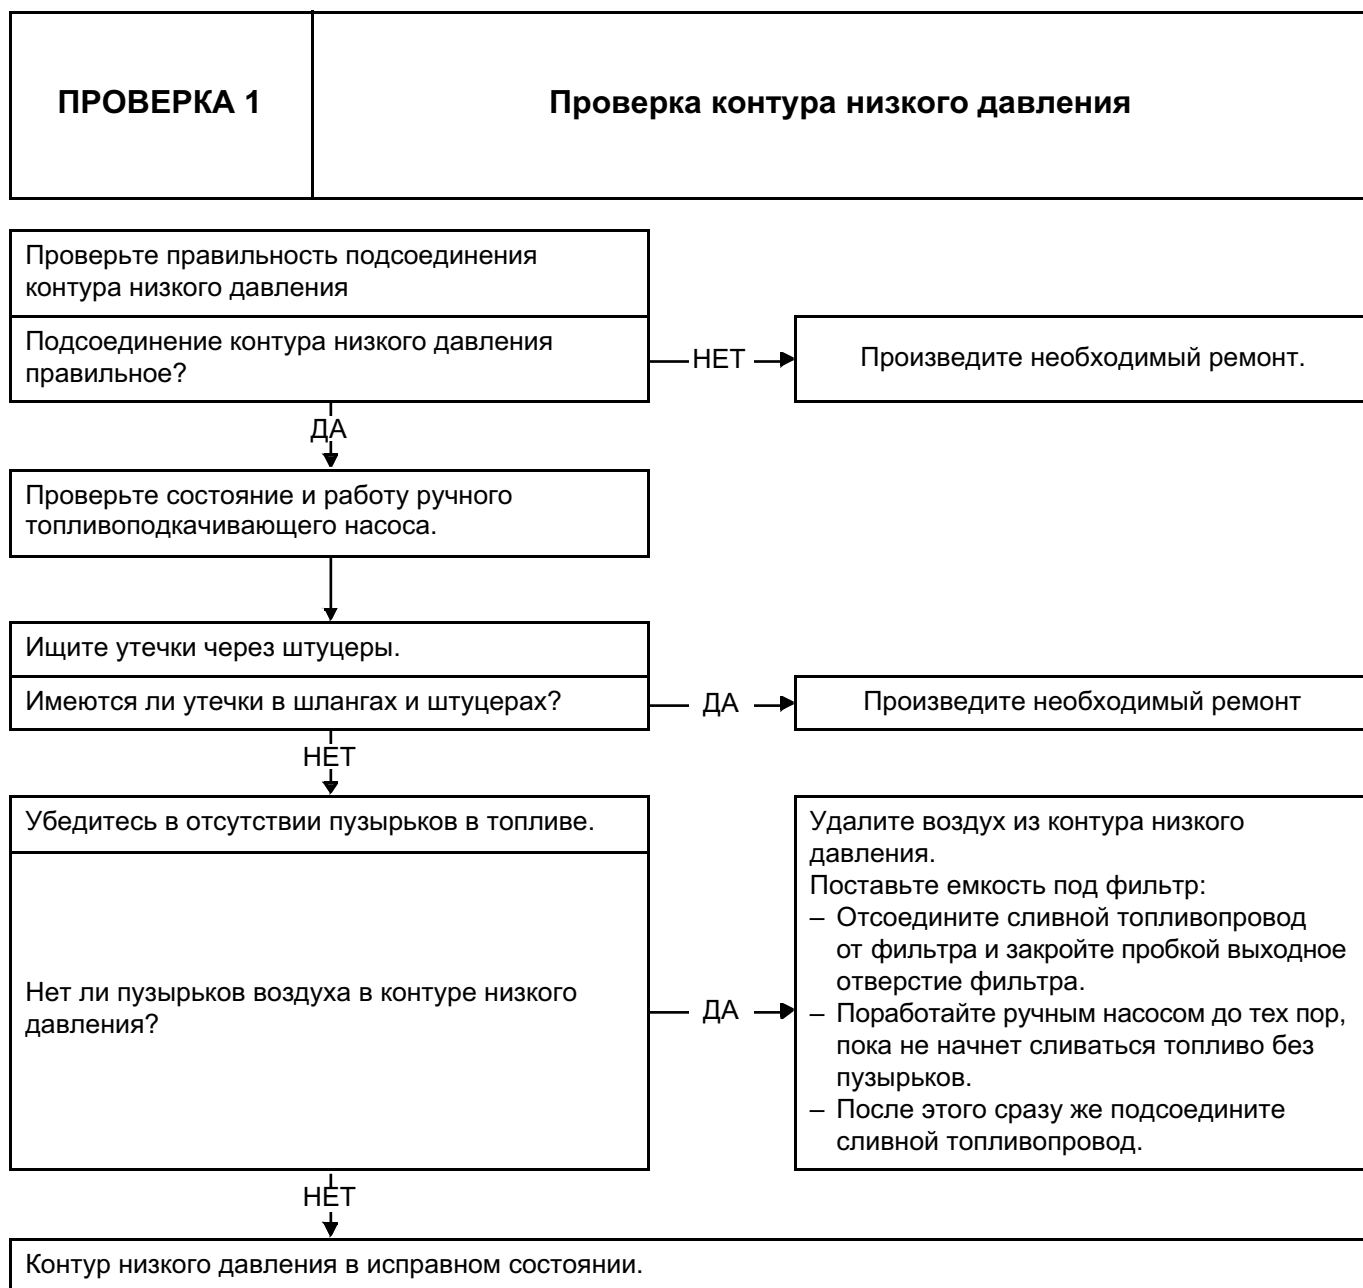 ПРОВЕРКА 1
Проверка контура низкого давления
Проверьте правильность подсоединения
контура низкого давления
Подсоединение контура низкого давления
правильное?
НЕТ
Произведите необходимый ремонт.
ДА
Проверьте состояние и работу ручного
топливоподкачивающего насоса.
Ищите утечки через штуцеры.
Имеются ли утечки в шлангах и штуцерах?
ДА
Произведите необходимый ремонт
НЕТ
Убедитесь в отсутствии пузырьков в топливе.
Нет ли пузырьков воздуха в контуре низкого
давления?
ДА
Удалите воздух из контура низкого
давления.
Поставьте емкость под фильтр:
– Отсоедините сливной топливопровод
от фильтра и закройте пробкой выходное
отверстие фильтра.
– Поработайте ручным насосом до тех пор,
пока не начнет сливаться топливо без
пузырьков.
– После этого сразу же подсоедините
сливной топливопровод.
НЕТ
Контур низкого давления в исправном состоянии.